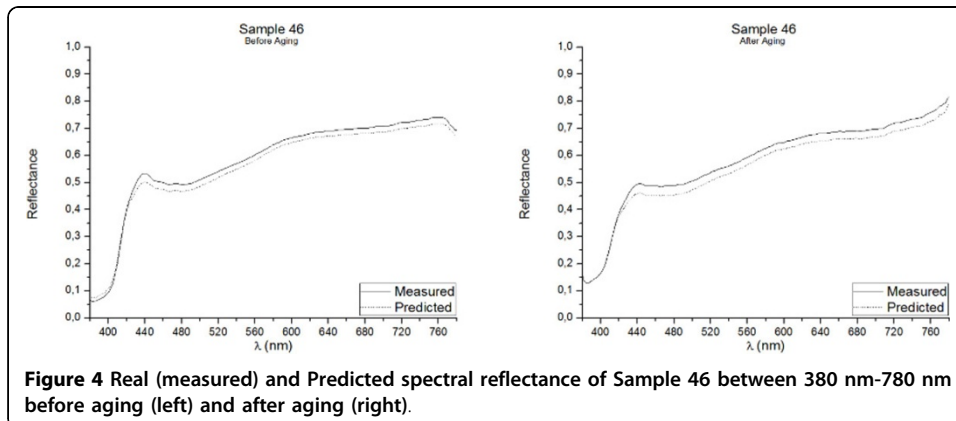 Sample 46
Before Aging
1,0
0,9
0,8
0,7
0,6
0,5
0,4
0,3
0,2
0,1
0,0
Reflectance
Measured
Predicted
400 440 480 520 560 600 640 680 720 760
λ (nm)
Sample 46
After Aging
1,0
0,9
0,8
0,7
0,6
0,5
0,4
0,3
0,2
0,1
0,0
Reflectance
Measured
Predicted
400 440 480 520 560 600 640 680 720 760
λ (nm)
Figure 4 Real (measured) and Predicted spectral reflectance of Sample 46 between 380 nm-780 nm
before aging (left) and after aging (right).